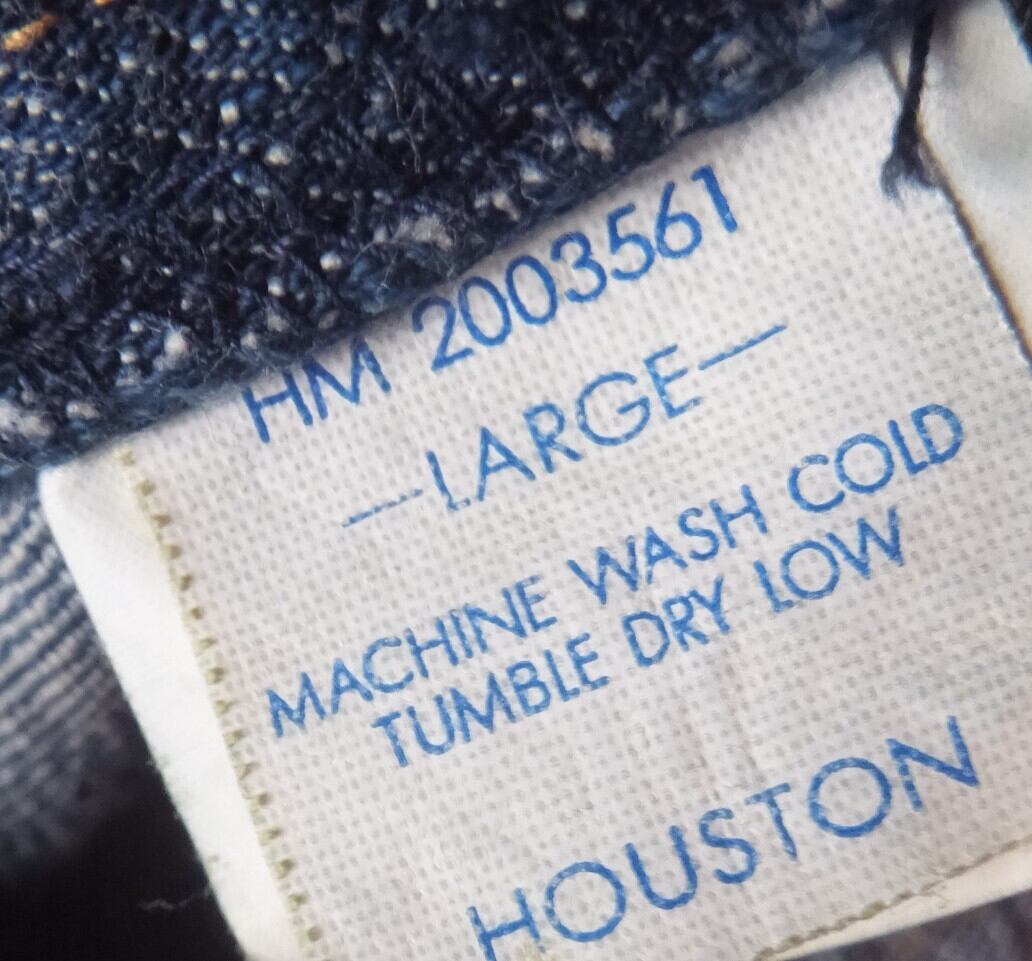 HM 2003561
—LARGE—
MACHINE WASH COLD
TUMBLE DRY LOW
HOUSTON